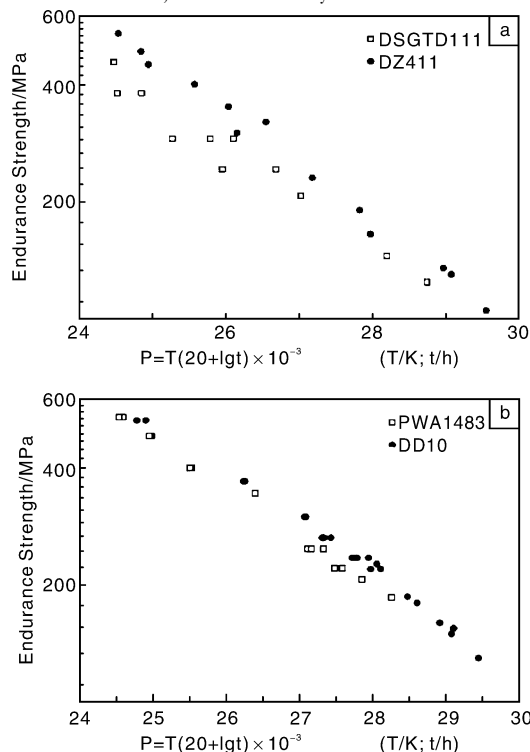 600
a
DSGTD111
DZ411
400
200
Endurance Strength/MPa
24 26 28 30
P=T(20+lgt)×10⁻³ (T/K; t/h)
600
b
PWA1483
DD10
400
200
Endurance Strength/MPa
24 25 26 27 28 29 30
P=T(20+lgt)×10⁻³ (T/K; t/h)